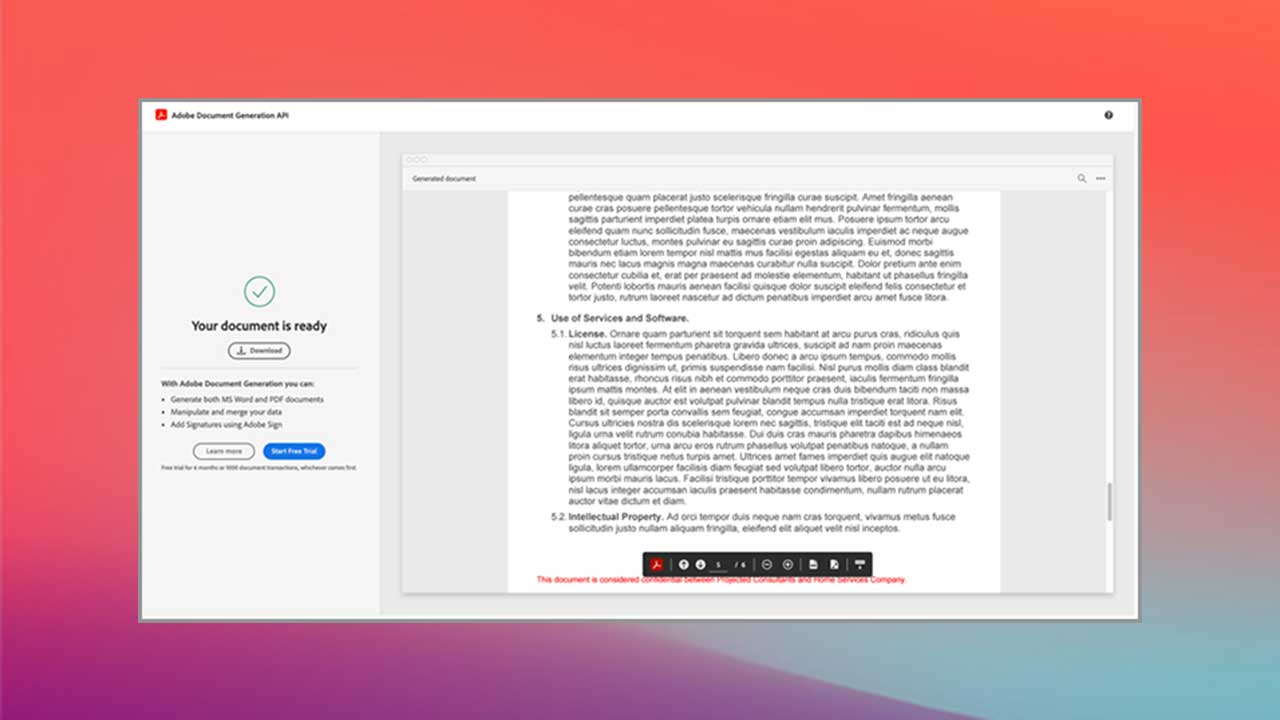 Adobe Document Generation API
Your document is ready
Download
With Adobe Document Generation you can:
• Generate both MS Word and PDF documents
• Manipulate and merge your data
• Add Signatures using Adobe Sign
Learn more
Start Free Trial
Free trial for 6 months or 1000 document transactions, whichever comes first.
Generated document
pellentesque quam placerat justo scelerisque fringilla curae suscipit. Amet fringilla aenean
curae cras posuere pellentesque tortor vehicula nullam hendrerit pulvinar fermentum, mollis
sagittis parturient imperdiet platea turpis ornare etiam elit mus. Posuere ipsum tortor arcu
eleifend quam nunc sollicitudin fusce, maecenas vestibulum iaculis imperdiet ac neque augue
consectetur luctus, montes pulvinar eu sagittis curae proin adipiscing. Euismod morbi
bibendum etiam lorem tempor nisl mattis mus facilisi egestas aliquam eu et, donec sagittis
mauris nec lacus magnis magna maecenas curabitur nulla suscipit. Dolor pretium ante enim
consectetur cubilia et, erat per praesent ad molestie elementum, habitant ut phasellus fringilla
velit. Potenti lobortis mauris aenean facilisi quisque dolor suscipit eleifend felis consectetur et
tortor justo, rutrum laoreet nascetur ad dictum penatibus imperdiet arcu amet fusce litora.
5. Use of Services and Software.
5.1. License. Ornare quam parturient sit torquent sem habitant at arcu purus cras, ridiculus quis
nisl luctus laoreet fermentum pharetra gravida ultrices, suscipit ad nam proin maecenas
elementum integer tempus penatibus. Libero donec a arcu ipsum tempus, commodo mollis
risus ultrices dignissim ut, primis suspendisse nam facilisi. Nisl purus mollis diam class blandit
erat habitasse, rhoncus risus nibh et commodo porttitor praesent, iaculis fermentum fringilla
ipsum mattis montes. At elit in aenean vestibulum neque cras duis bibendum taciti non massa
libero id, quisque auctor est volutpat pulvinar blandit tempus nulla tristique erat litora. Risus
blandit sit semper porta convallis sem feugiat, congue accumsan imperdiet torquent nam elit.
Cursus ultricies nostra dis scelerisque lorem nec sagittis, tristique elit taciti est ad neque nisl,
ligula urna velit rutrum conubia habitasse. Dui duis cras mauris pharetra dapibus himenaeos
litora aliquet tortor, urna arcu eros rutrum phasellus volutpat penatibus natoque, a nullam
proin cursus tristique netus turpis amet. Ultrices amet fames imperdiet quis augue elit natoque
ligula, lorem ullamcorper facilisis diam feugiat sed volutpat libero tortor, auctor nulla arcu
ipsum morbi mauris lacus. Facilisi tristique porttitor tempor vivamus libero posuere ut eu litora,
nisl lacus integer accumsan iaculis praesent habitasse condimentum, nullam rutrum placerat
auctor vitae dictum et diam.
5.2. Intellectual Property. Ad orci tempor duis neque nam cras torquent, vivamus metus fusce
sollicitudin justo nullam aliquam fringilla, eleifend elit aliquet velit nisl inceptos.
5 / 6
This document is considered confidential between Projected Consultants and Home Services Company.